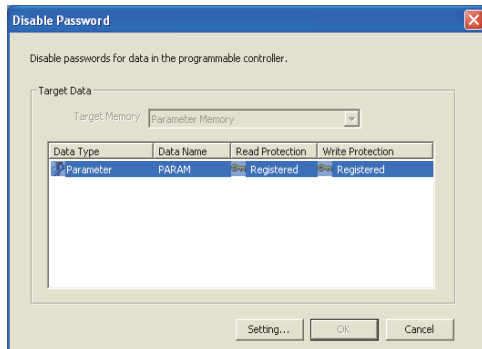 Disable Password
Disable passwords for data in the programmable controller.
Target Data
Target Memory Parameter Memory
Data Type Data Name Read Protection Write Protection
Parameter PARAM Registered Registered
Setting... OK Cancel